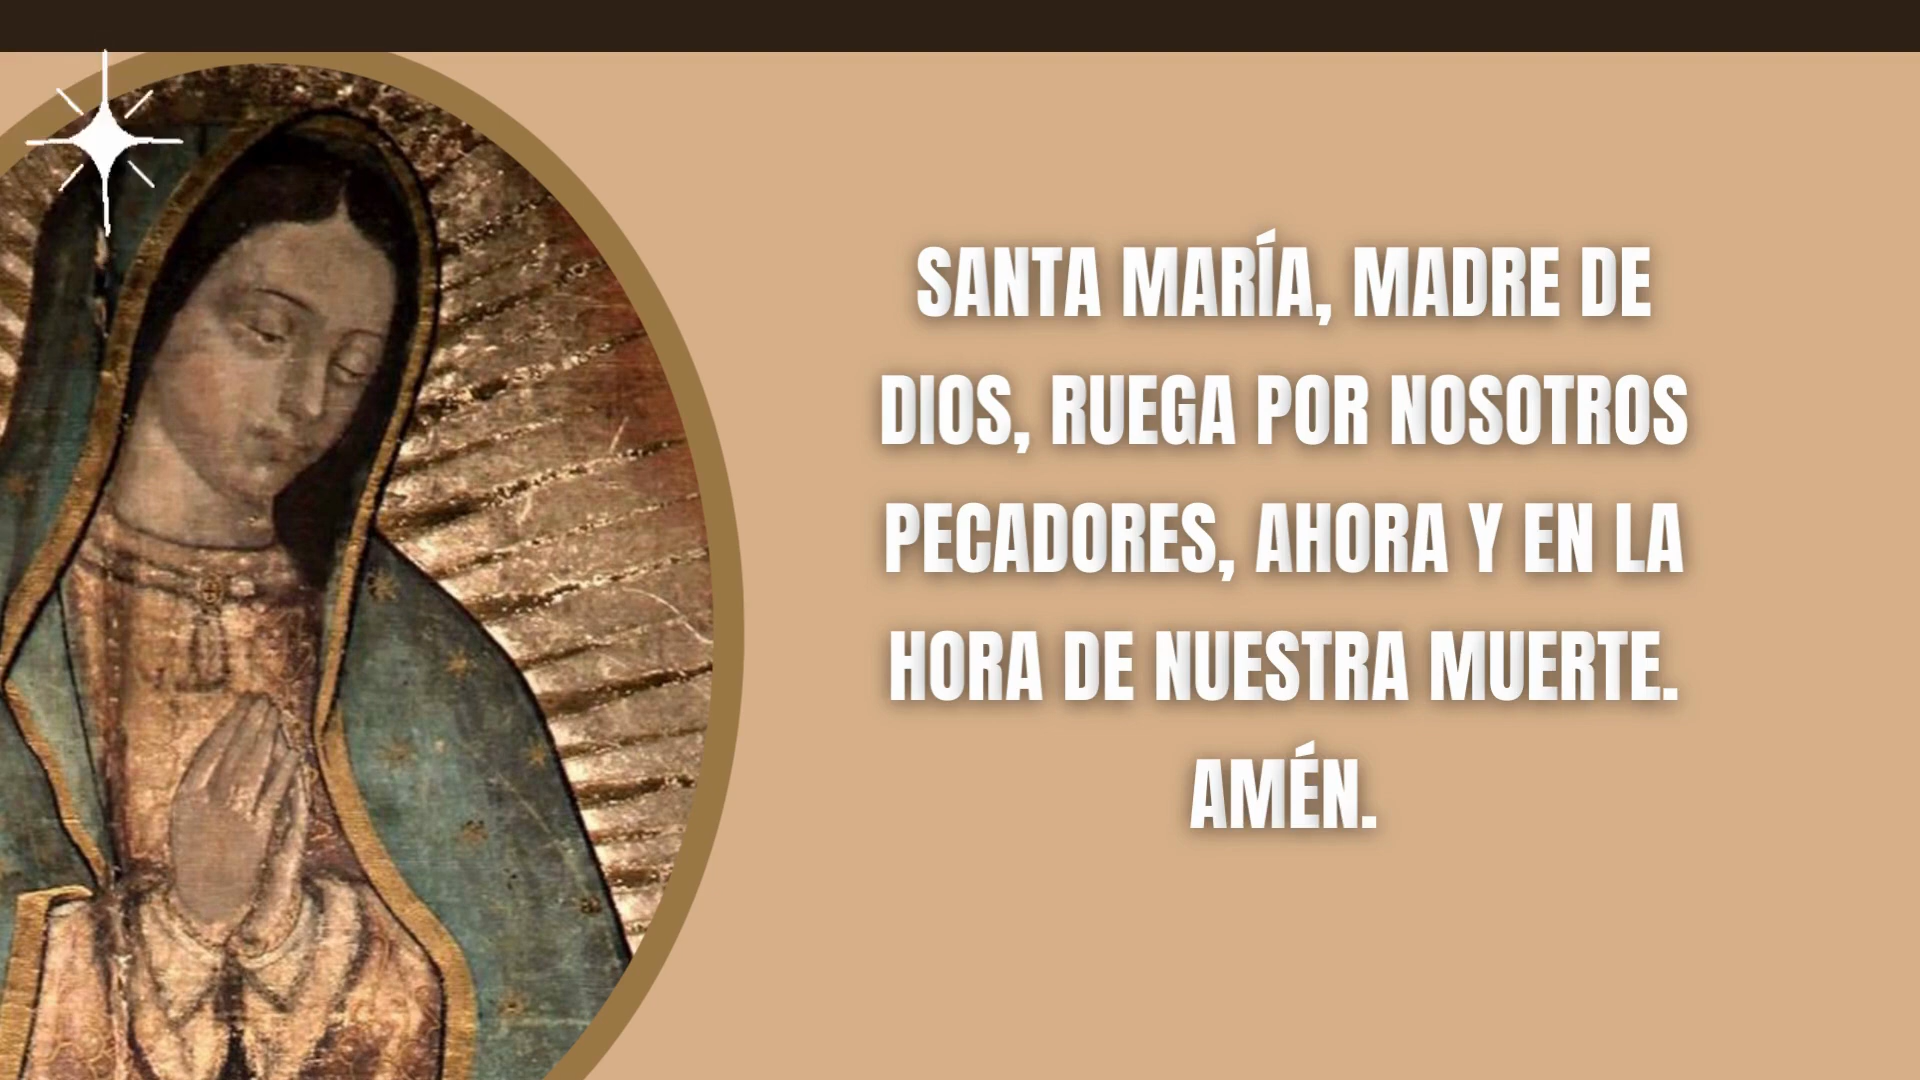 SANTA MARÍA, MADRE DE
DIOS, RUEGA POR NOSOTROS
PECADORES, AHORA Y EN LA
HORA DE NUESTRA MUERTE.
AMÉN.